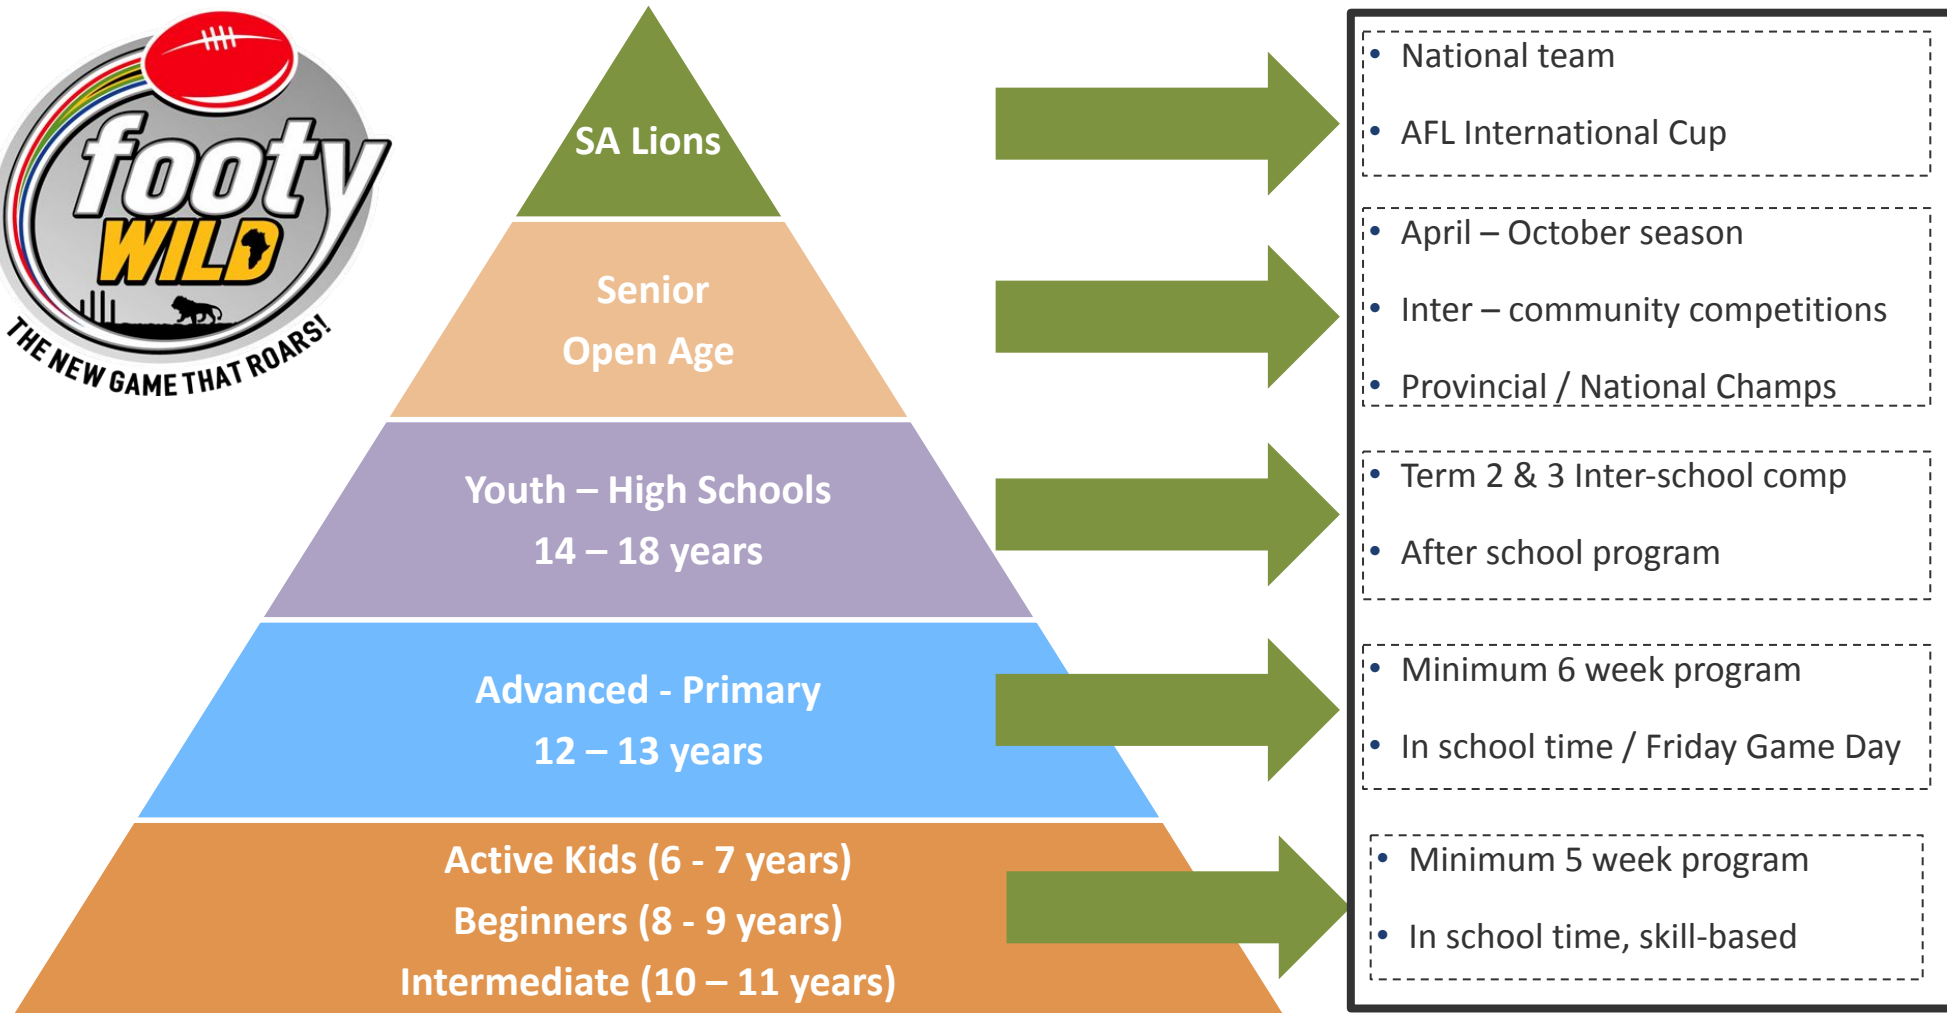 footy
WILD
THE NEW GAME THAT ROARS!
SA Lions
Senior
Open Age
Youth – High Schools
14 – 18 years
Advanced - Primary
12 – 13 years
Active Kids (6 - 7 years)
Beginners (8 - 9 years)
Intermediate (10 – 11 years)
• National team
• AFL International Cup
• April – October season
• Inter – community competitions
• Provincial / National Champs
• Term 2 & 3 Inter-school comp
• After school program
• Minimum 6 week program
• In school time / Friday Game Day
• Minimum 5 week program
• In school time, skill-based